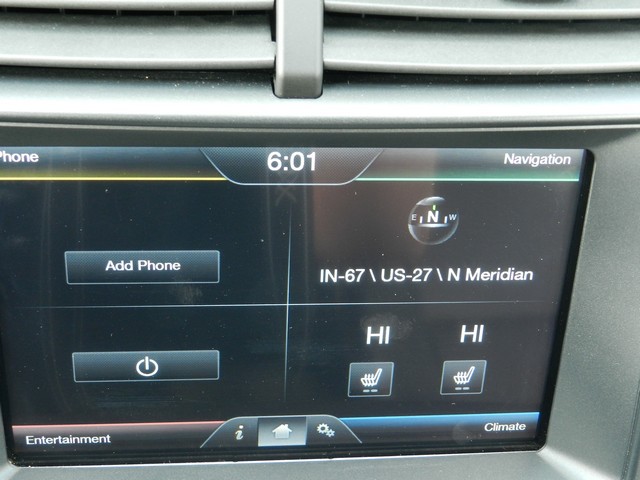 Phone 6:01 Navigation
E N W
Add Phone
IN-67 \ US-27 \ N Meridian
HI HI
Entertainment i Climate